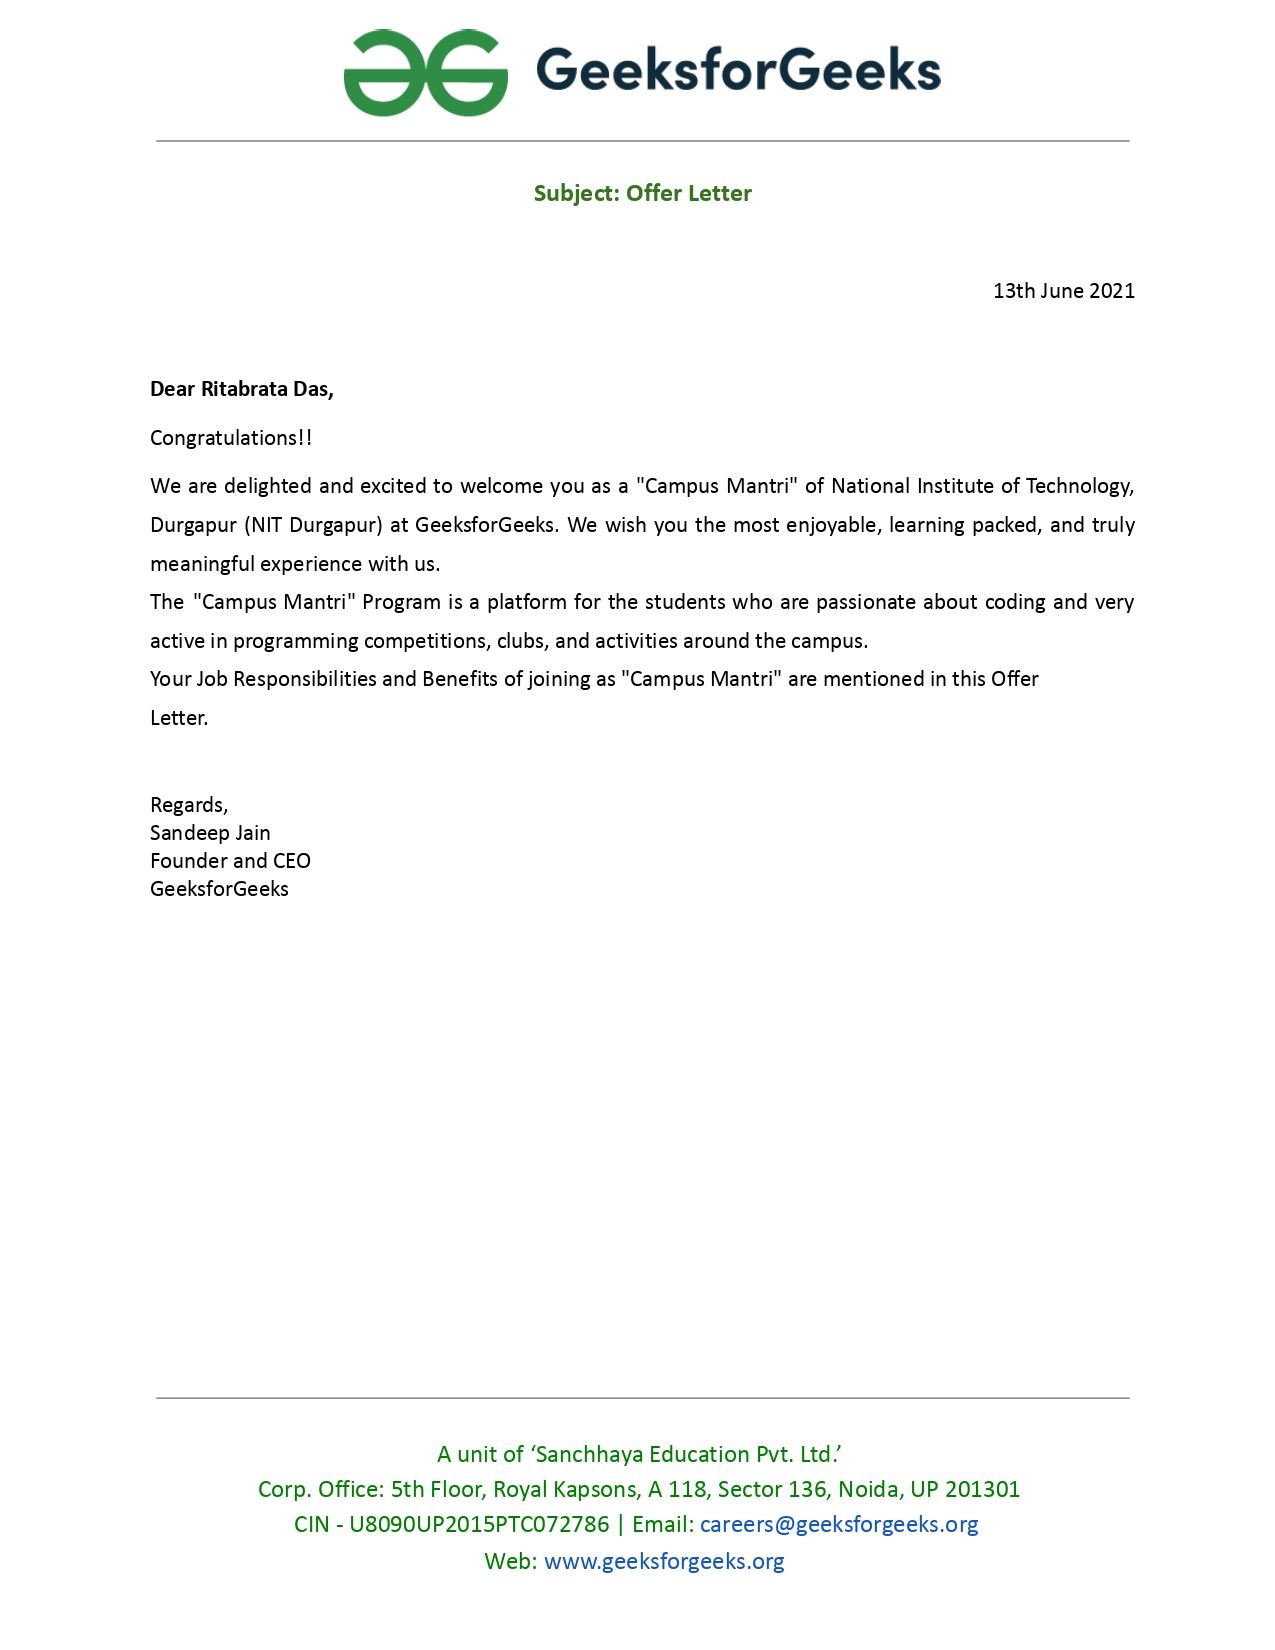 GeeksforGeeks
Subject: Offer Letter
13th June 2021
Dear Ritabrata Das,
Congratulations!!
We are delighted and excited to welcome you as a "Campus Mantri" of National Institute of Technology,
Durgapur (NIT Durgapur) at GeeksforGeeks. We wish you the most enjoyable, learning packed, and truly
meaningful experience with us.
The "Campus Mantri" Program is a platform for the students who are passionate about coding and very
active in programming competitions, clubs, and activities around the campus.
Your Job Responsibilities and Benefits of joining as "Campus Mantri" are mentioned in this Offer
Letter.
Regards,
Sandeep Jain
Founder and CEO
GeeksforGeeks
A unit of ‘Sanchhaya Education Pvt. Ltd.’
Corp. Office: 5th Floor, Royal Kapsons, A 118, Sector 136, Noida, UP 201301
CIN - U8090UP2015PTC072786 | Email: careers@geeksforgeeks.org
Web: www.geeksforgeeks.org